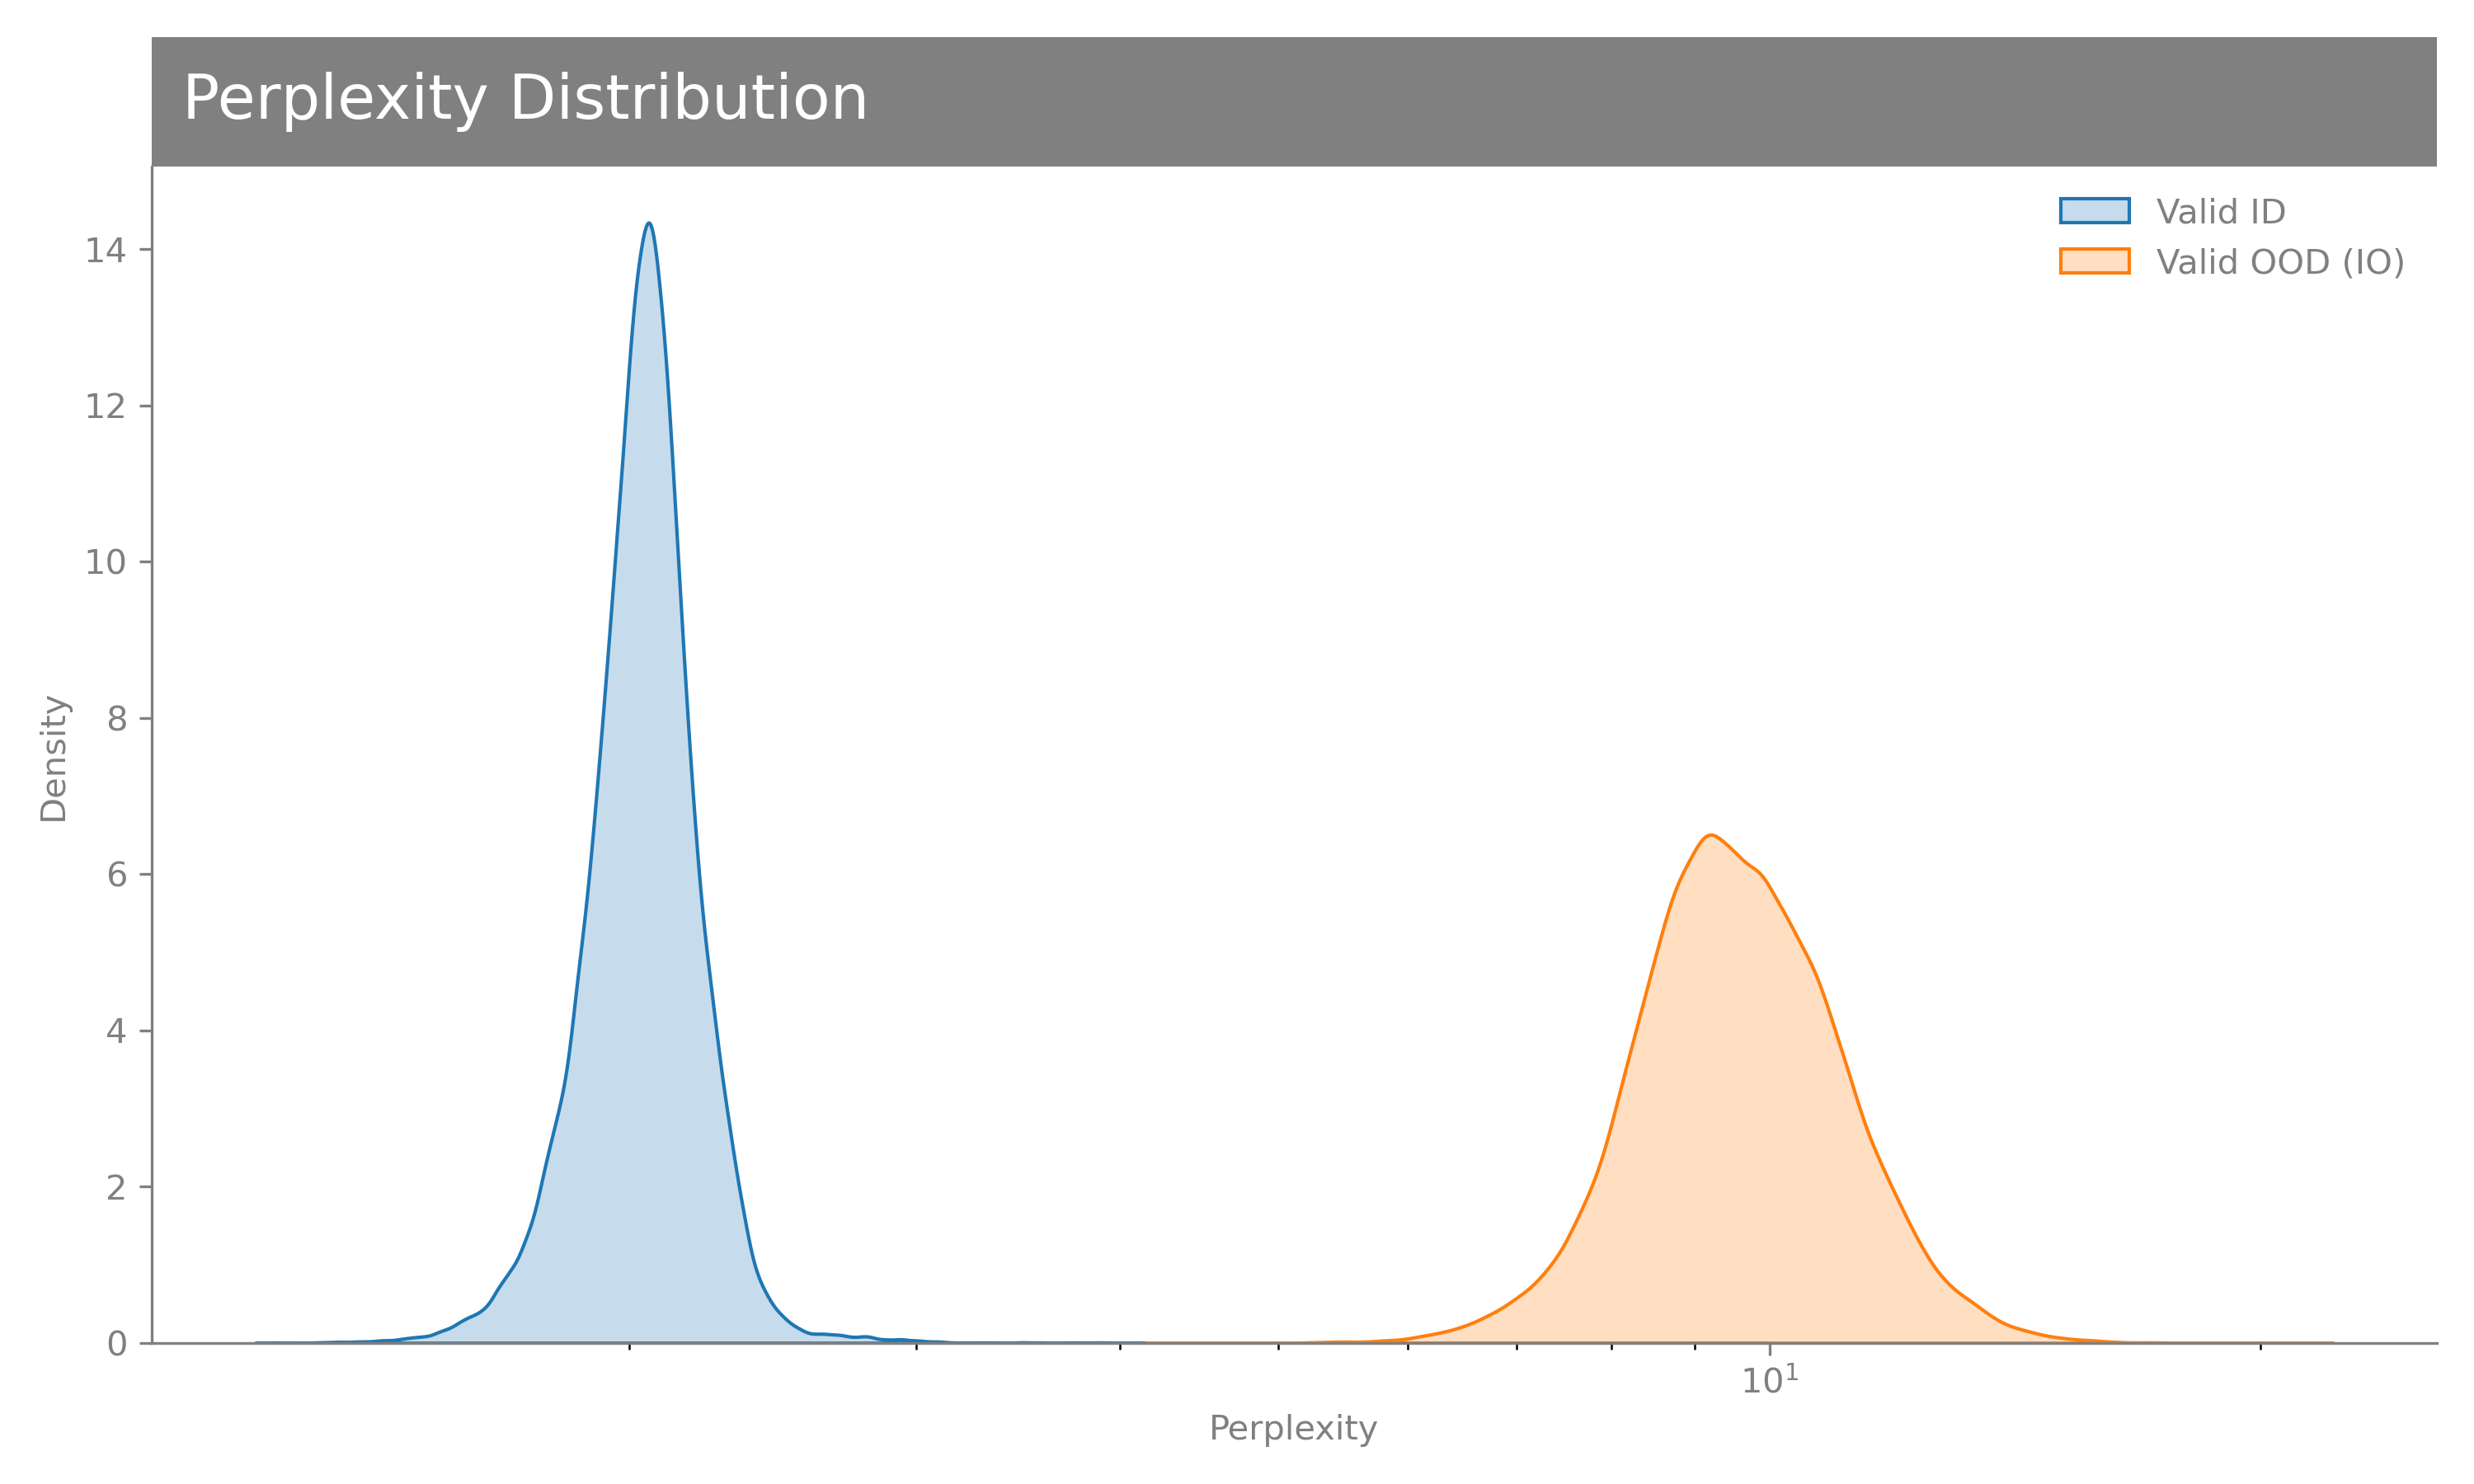 Perplexity Distribution
Valid ID
Valid OOD (IO)
14
12
10
8
6
4
2
0
Density
10¹
Perplexity